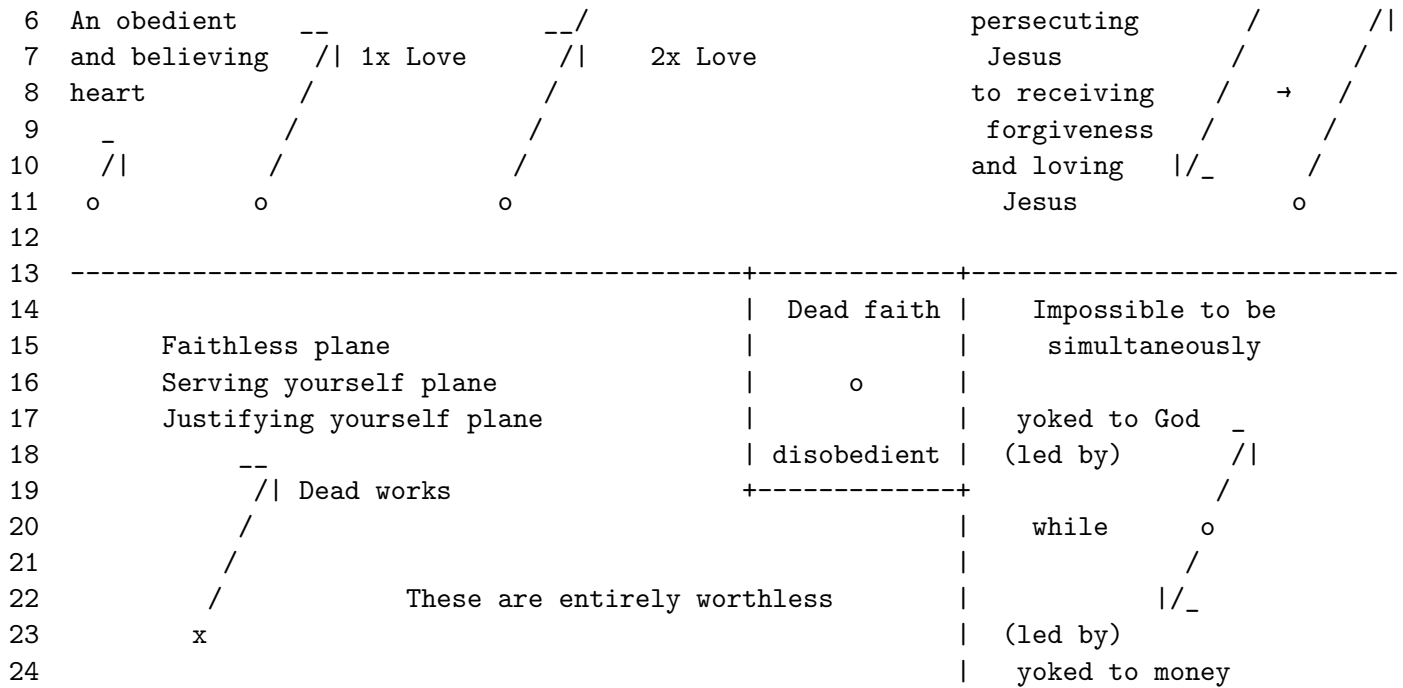 6 An obedient __ __/ persecuting / /|
7 and believing /| 1x Love /| 2x Love Jesus / /
8 heart / / to receiving / → /
9 _ / / forgiveness / /
10 /| / / and loving |/_ /
11 o o o Jesus o
12
13 --------------------------------------------+-------------+----------------------------
14 | Dead faith | Impossible to be
15 Faithless plane | | simultaneously
16 Serving yourself plane | o |
17 Justifying yourself plane | | yoked to God _
18 __ | disobedient | (led by) /|
19 /| Dead works +-------------+ /
20 / | while o
21 / | /
22 / These are entirely worthless | |/_
23 x | (led by)
24 | yoked to money